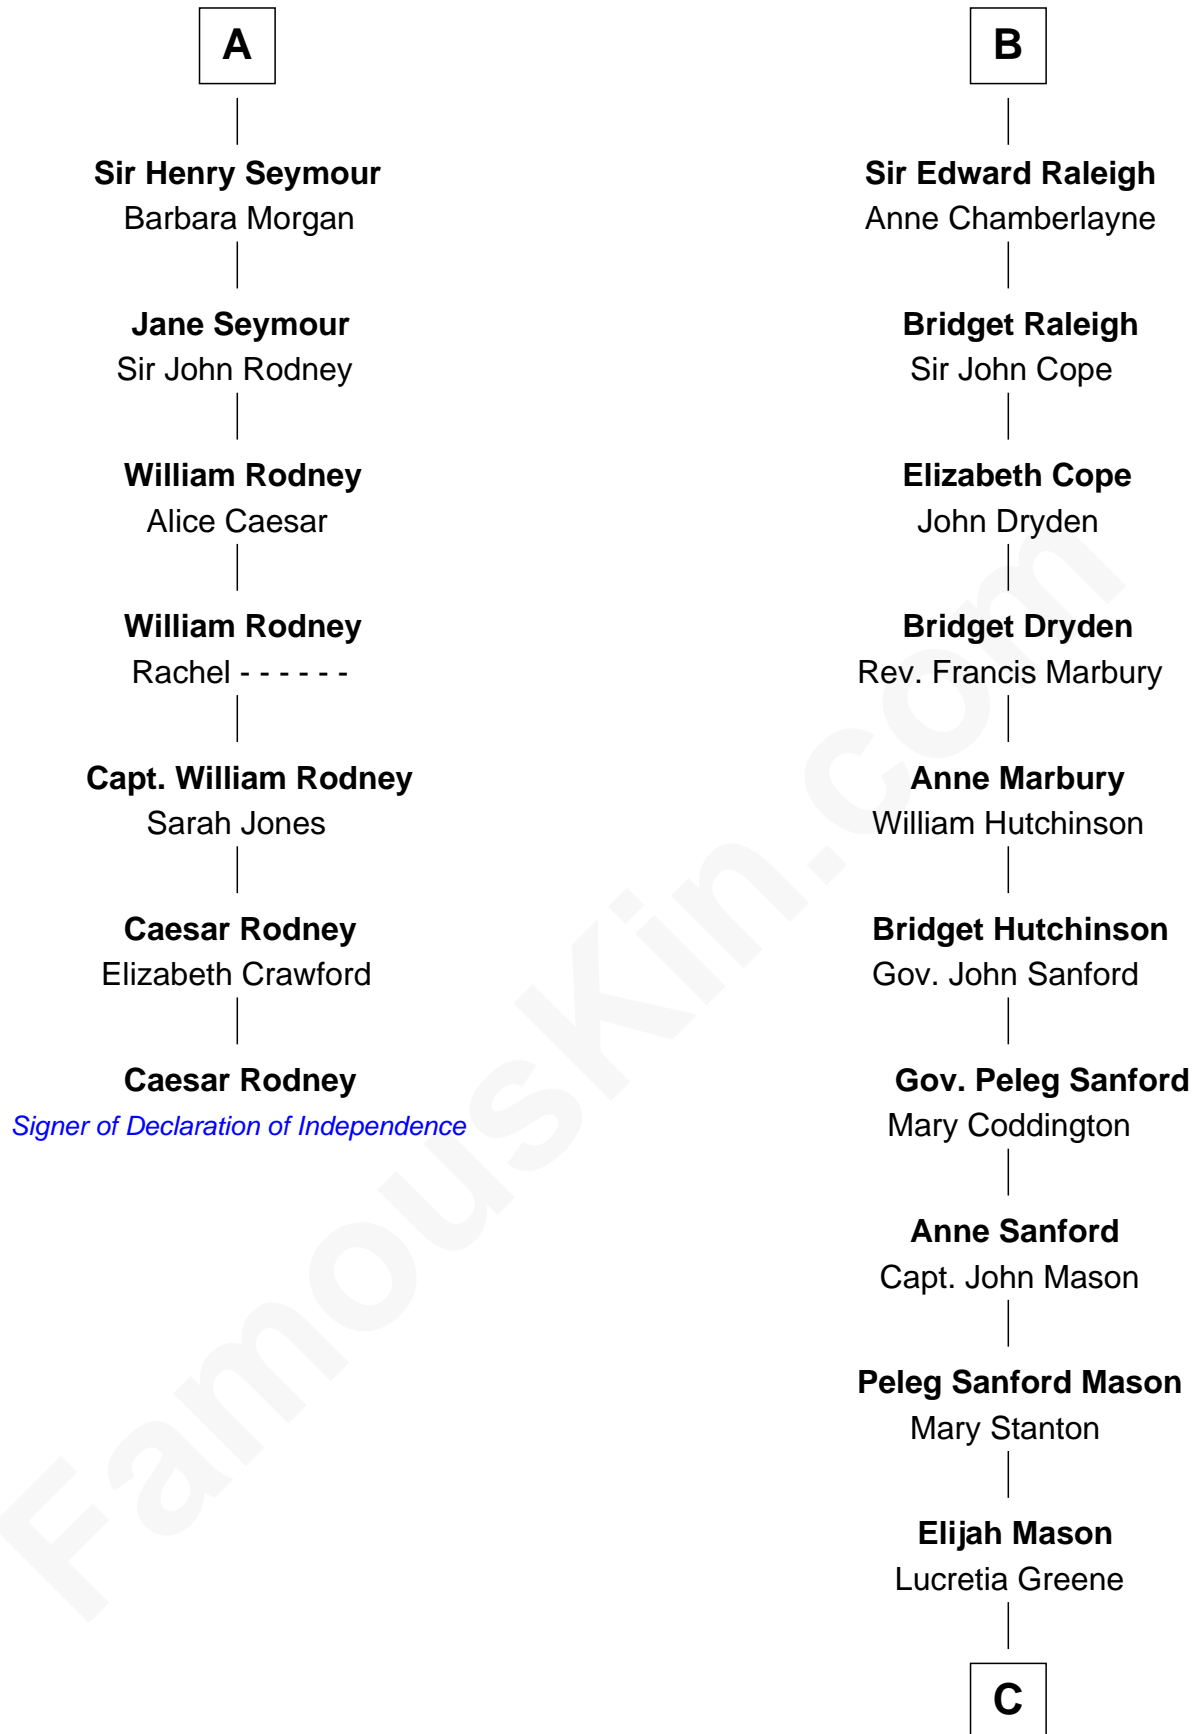 A
Sir Henry Seymour
Barbara Morgan
Jane Seymour
Sir John Rodney
William Rodney
Alice Caesar
William Rodney
Rachel - - - - - -
Capt. William Rodney
Sarah Jones
Caesar Rodney
Elizabeth Crawford
Caesar Rodney
Signer of Declaration of Independence
B
Sir Edward Raleigh
Anne Chamberlayne
Bridget Raleigh
Sir John Cope
Elizabeth Cope
John Dryden
Bridget Dryden
Rev. Francis Marbury
Anne Marbury
William Hutchinson
Bridget Hutchinson
Gov. John Sanford
Gov. Peleg Sanford
Mary Coddington
Anne Sanford
Capt. John Mason
Peleg Sanford Mason
Mary Stanton
Elijah Mason
Lucretia Greene
C
FamousKin.com